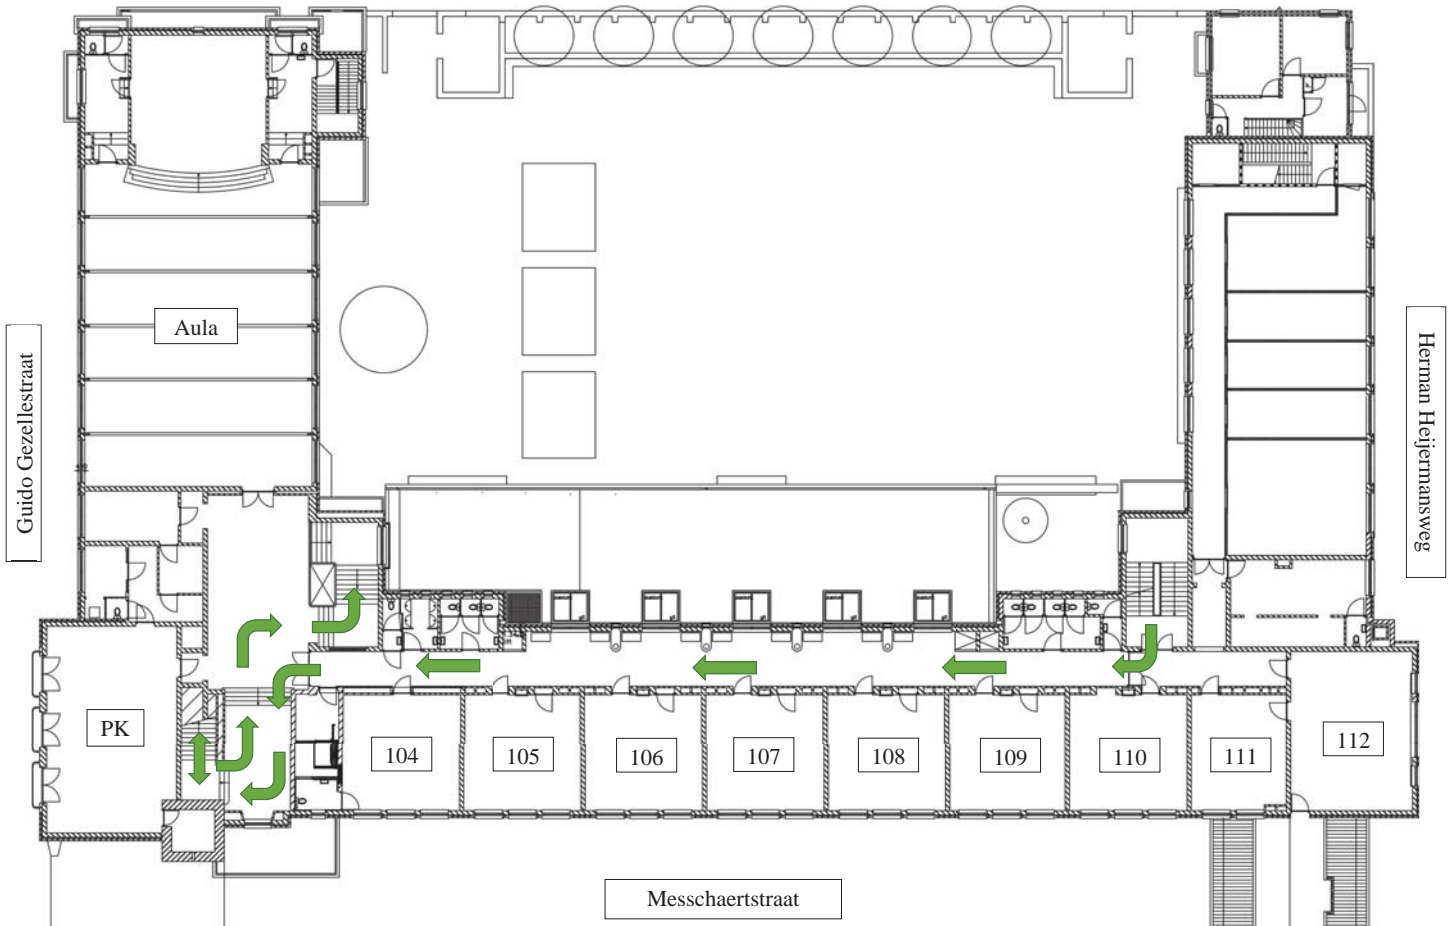 Aula
Guido Gezellestraat
Herman Heijermansweg
PK
104
105
106
107
108
109
110
111
112
Messchaertstraat